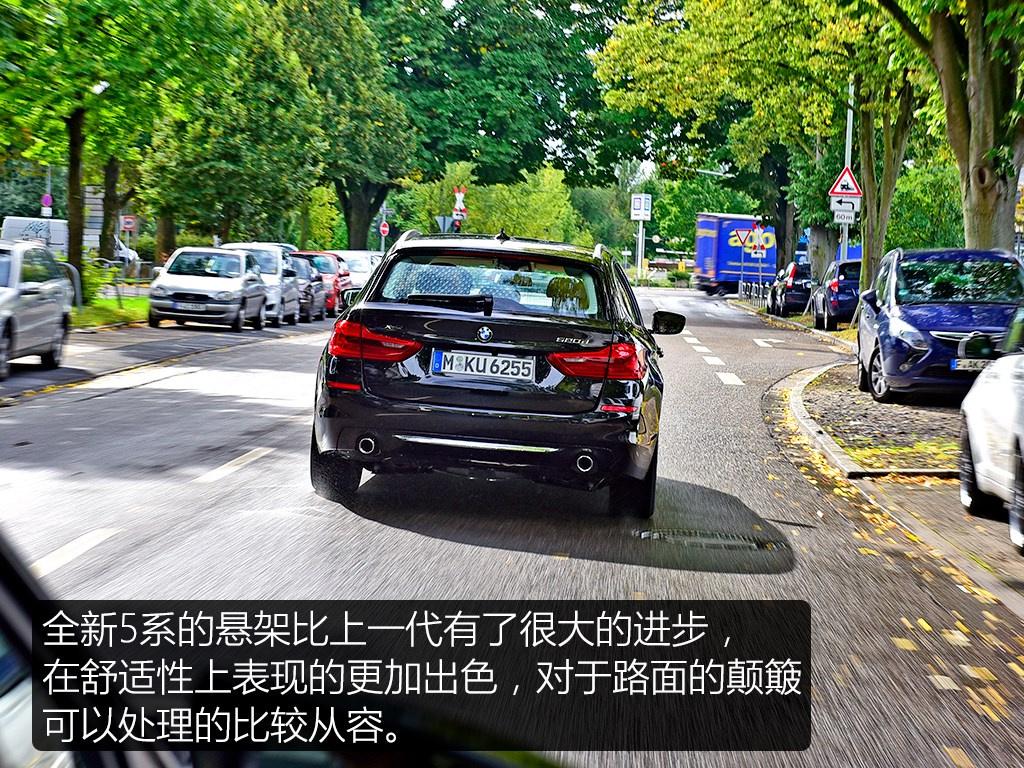 60m
520d
M KU 6255
全新5系的悬架比上一代有了很大的进步，
在舒适性上表现的更加出色，对于路面的颠簸
可以处理的比较从容。